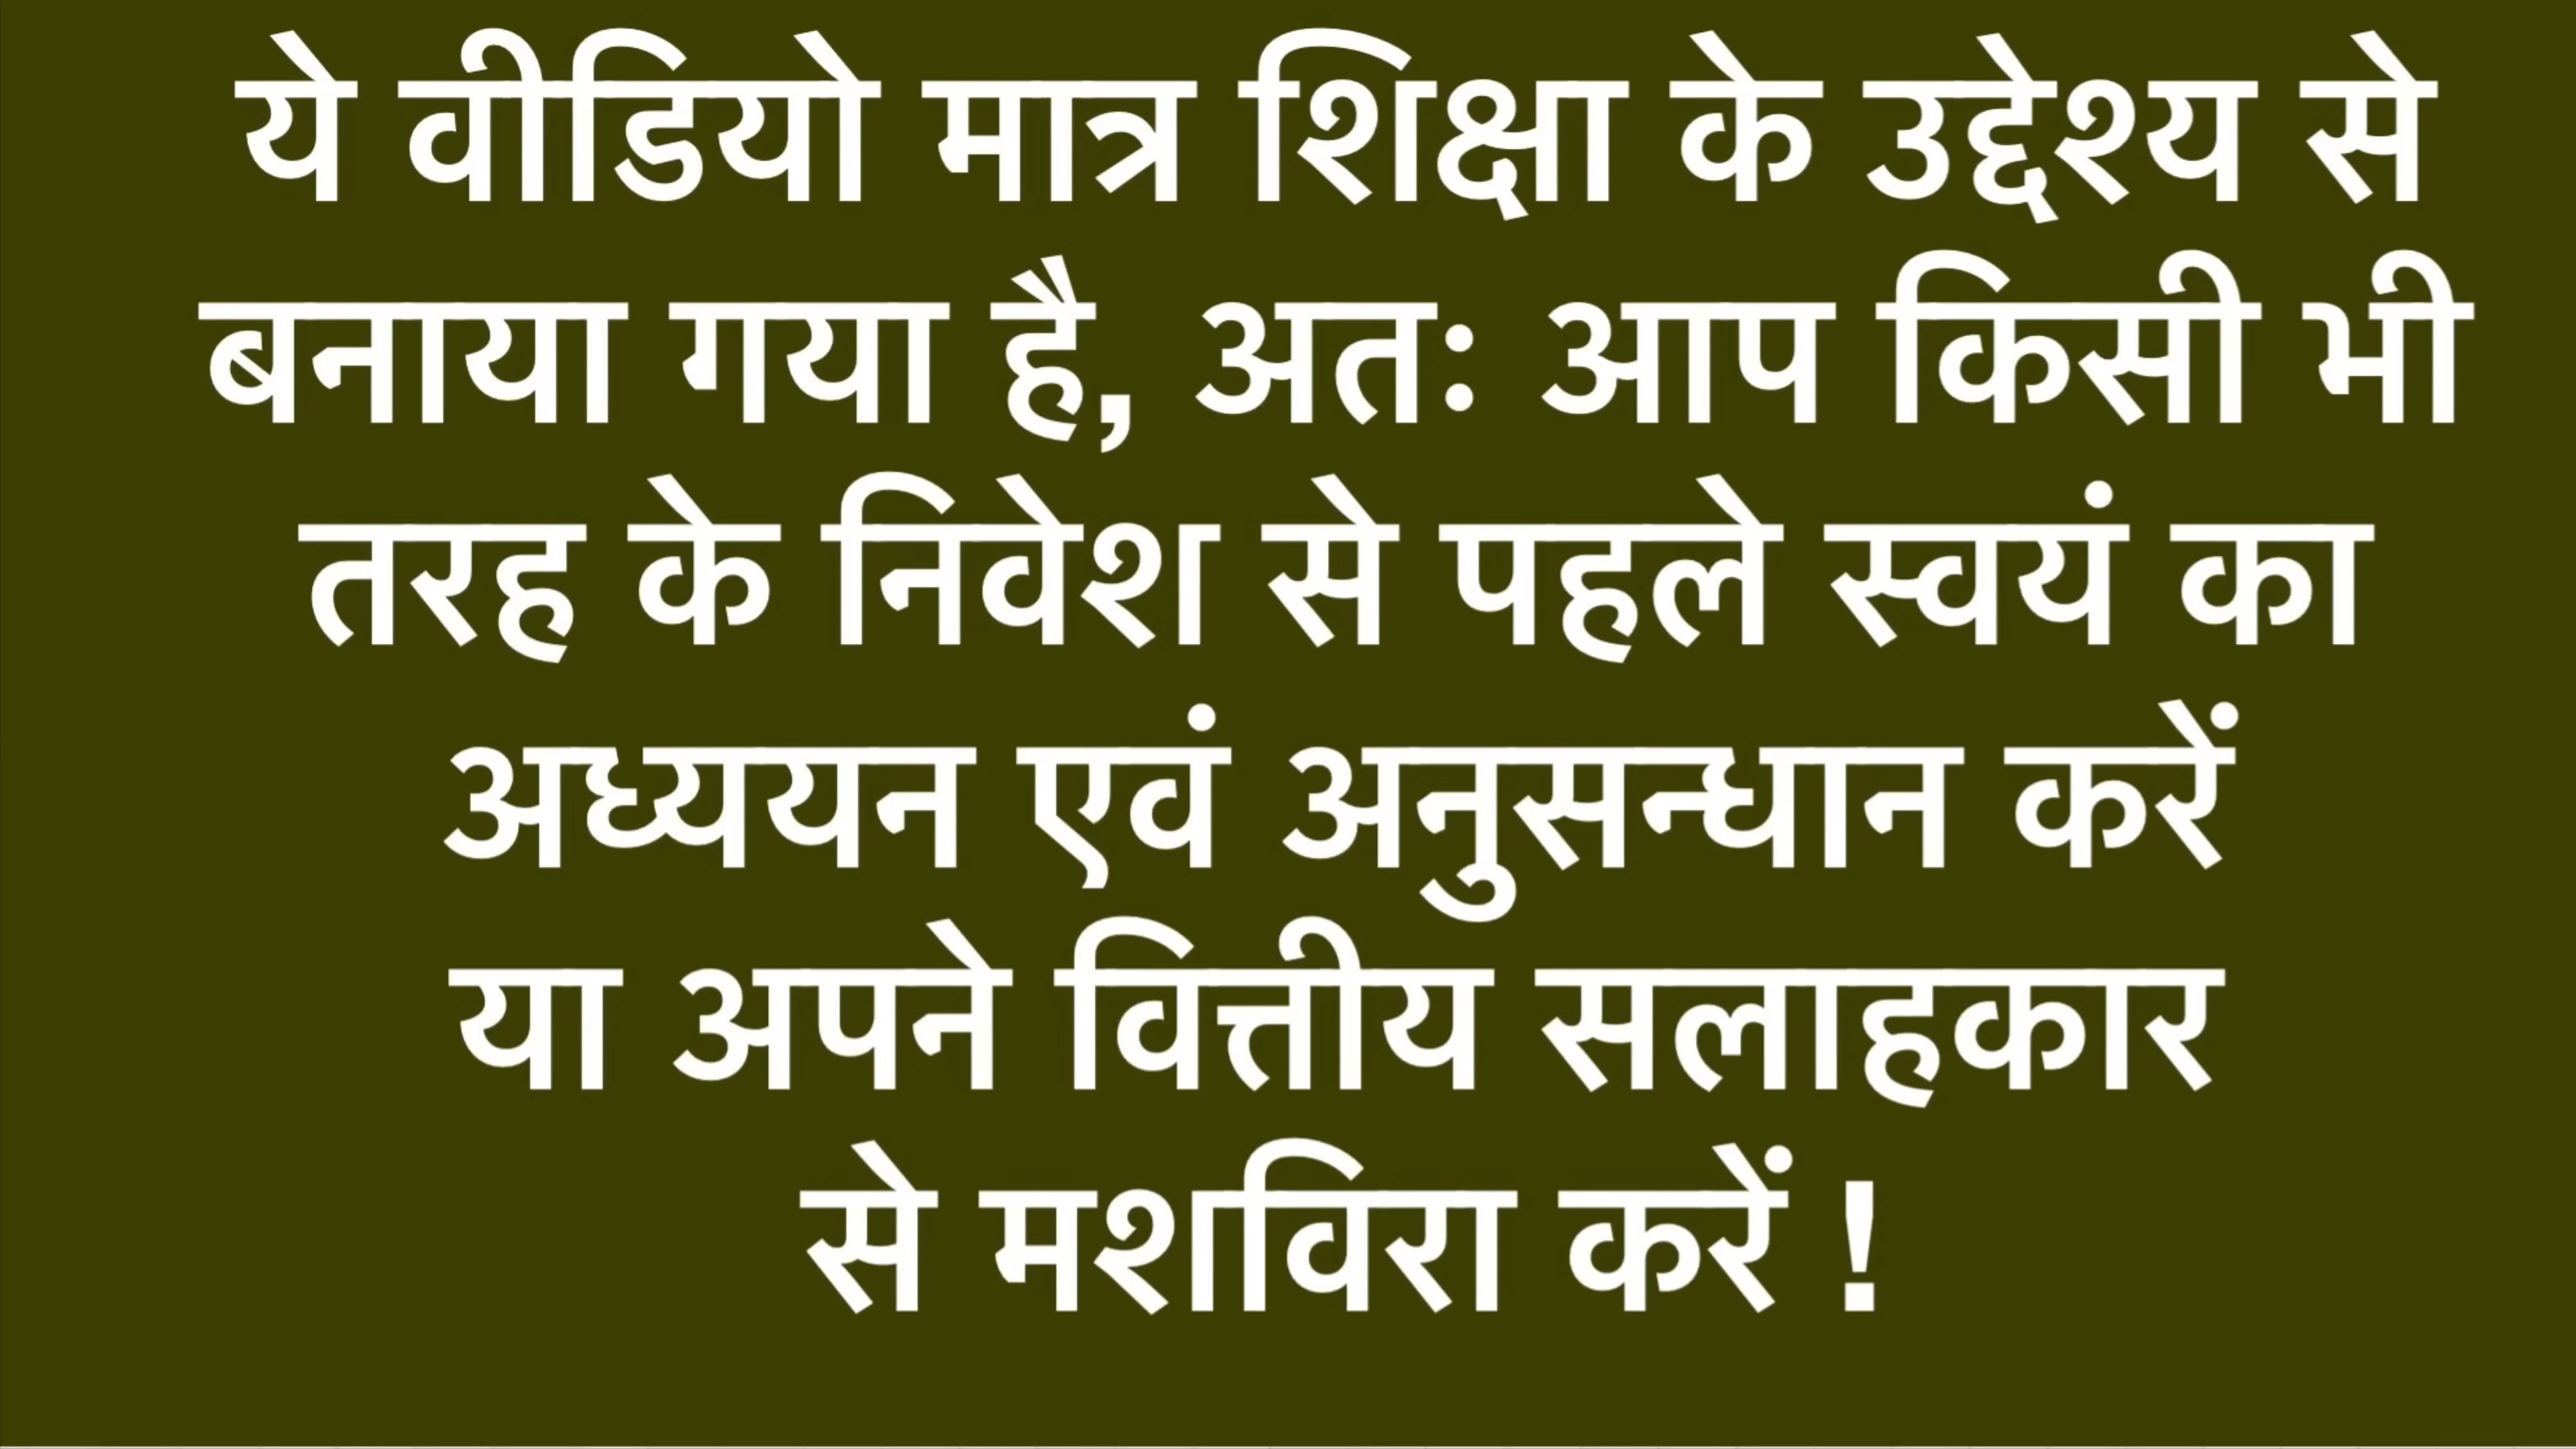 ये वीडियो मात्र शिक्षा के उद्देश्य से
बनाया गया है, अतः आप किसी भी
तरह के निवेश से पहले स्वयं का
अध्ययन एवं अनुसन्धान करें
या अपने वित्तीय सलाहकार
से मशविरा करें !